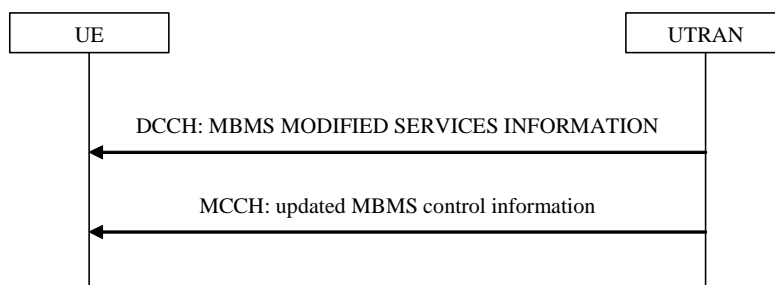 UE
UTRAN
DCCH: MBMS MODIFIED SERVICES INFORMATION
MCCH: updated MBMS control information